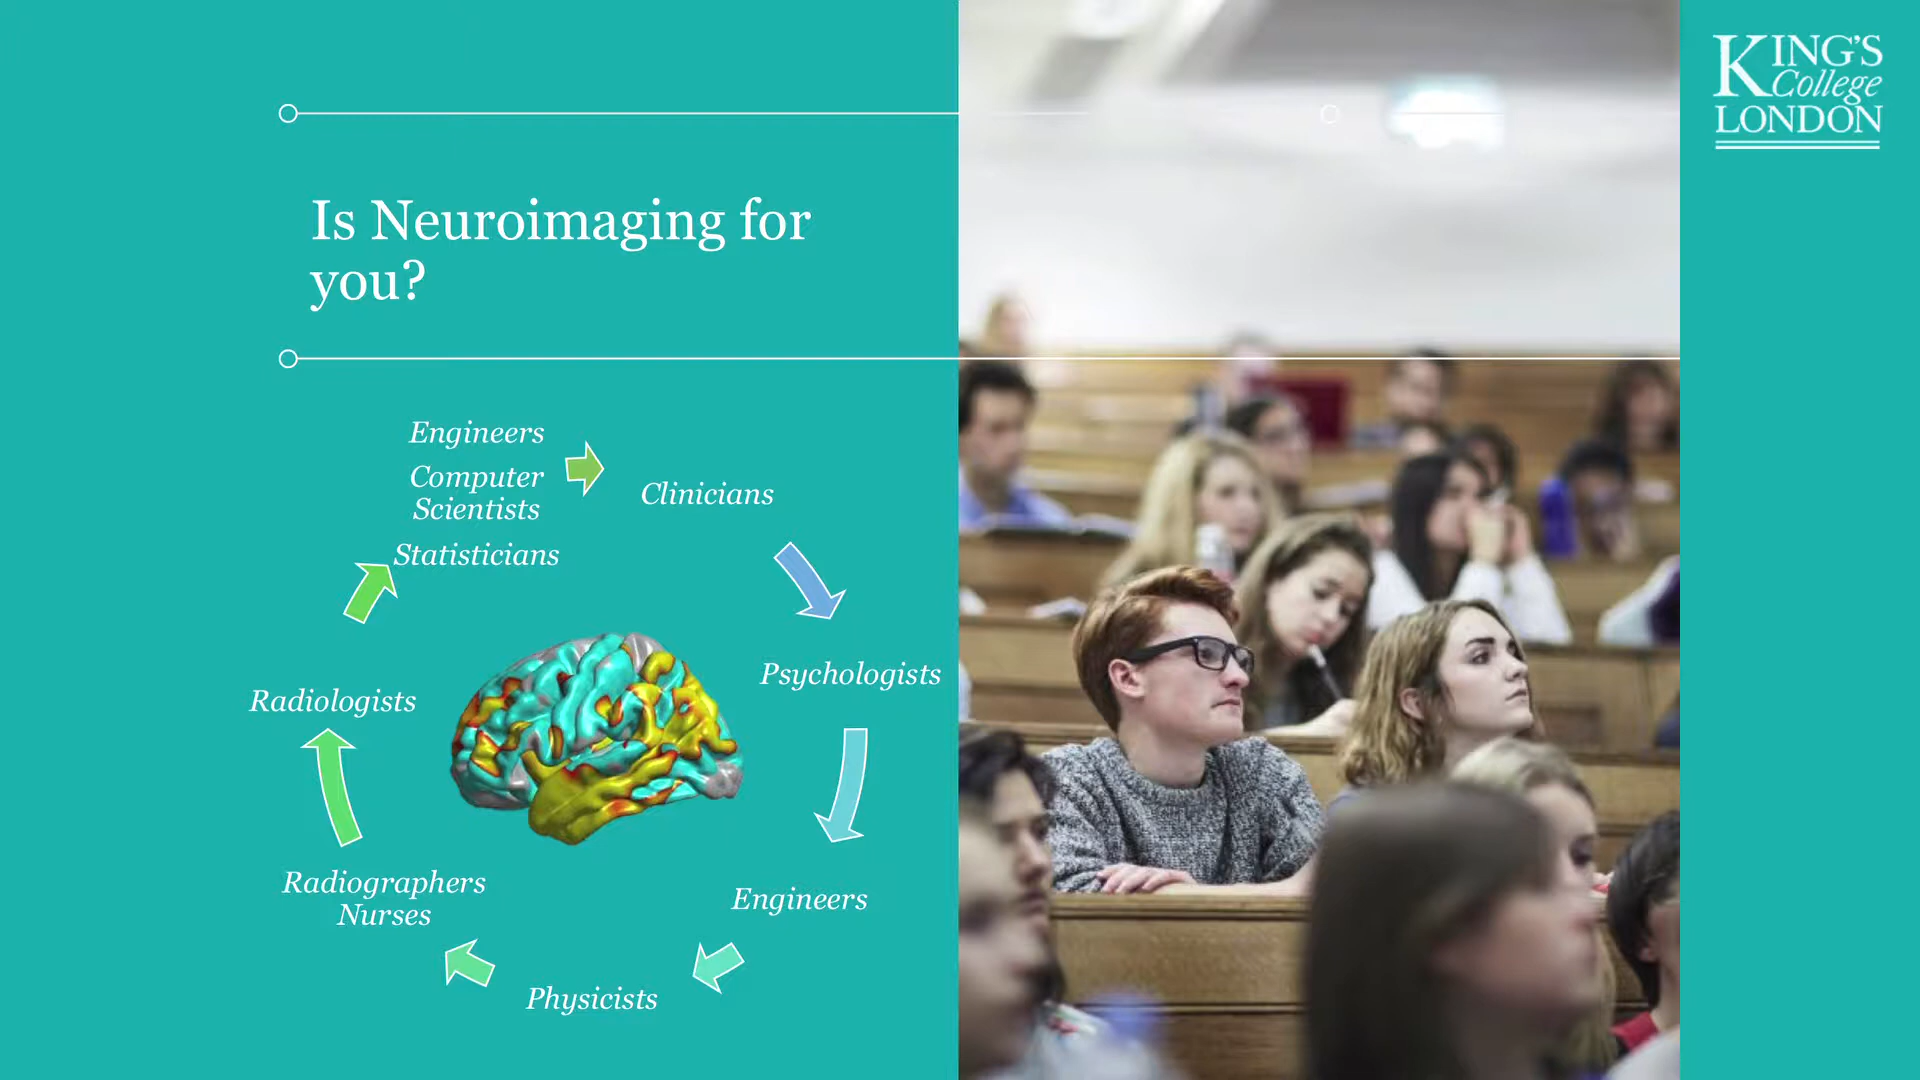 KING'S
College
LONDON
Is Neuroimaging for
you?
Engineers
Computer
Scientists
Statisticians
Clinicians
Psychologists
Engineers
Physicists
Radiographers
Nurses
Radiologists